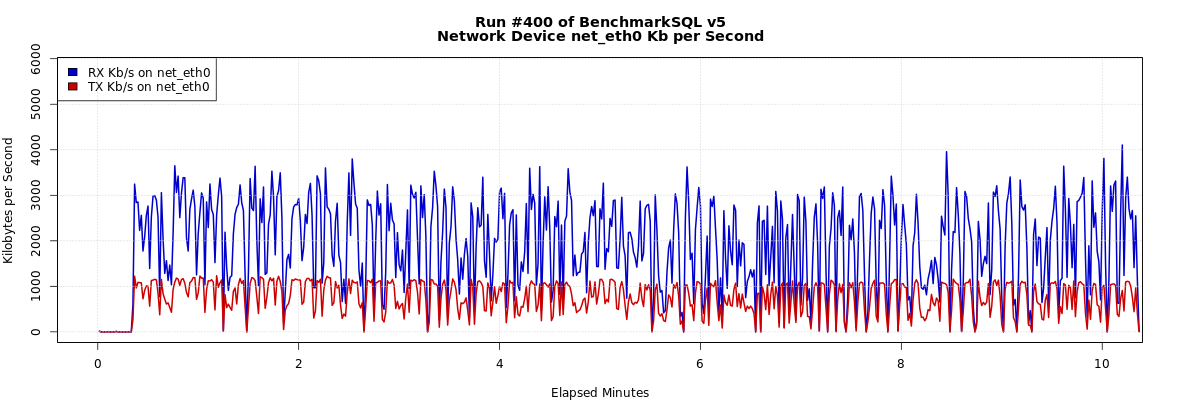 Run #400 of BenchmarkSQL v5
Network Device net_eth0 Kb per Second
RX Kb/s on net_eth0
TX Kb/s on net_eth0
Kilobytes per Second
6000
5000
4000
3000
2000
1000
0
0 2 4 6 8 10
Elapsed Minutes